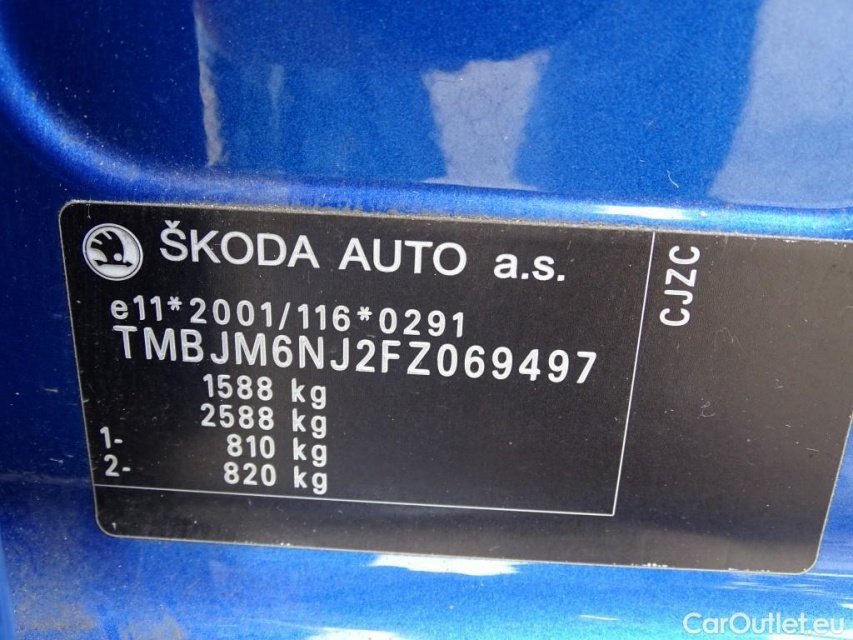 ŠKODA AUTO a.s.
e11*2001/116*0291
TMBJM6NJ2FZ069497
1588 kg
2588 kg
1- 810 kg
2- 820 kg
CJZC
CarOutlet.eu